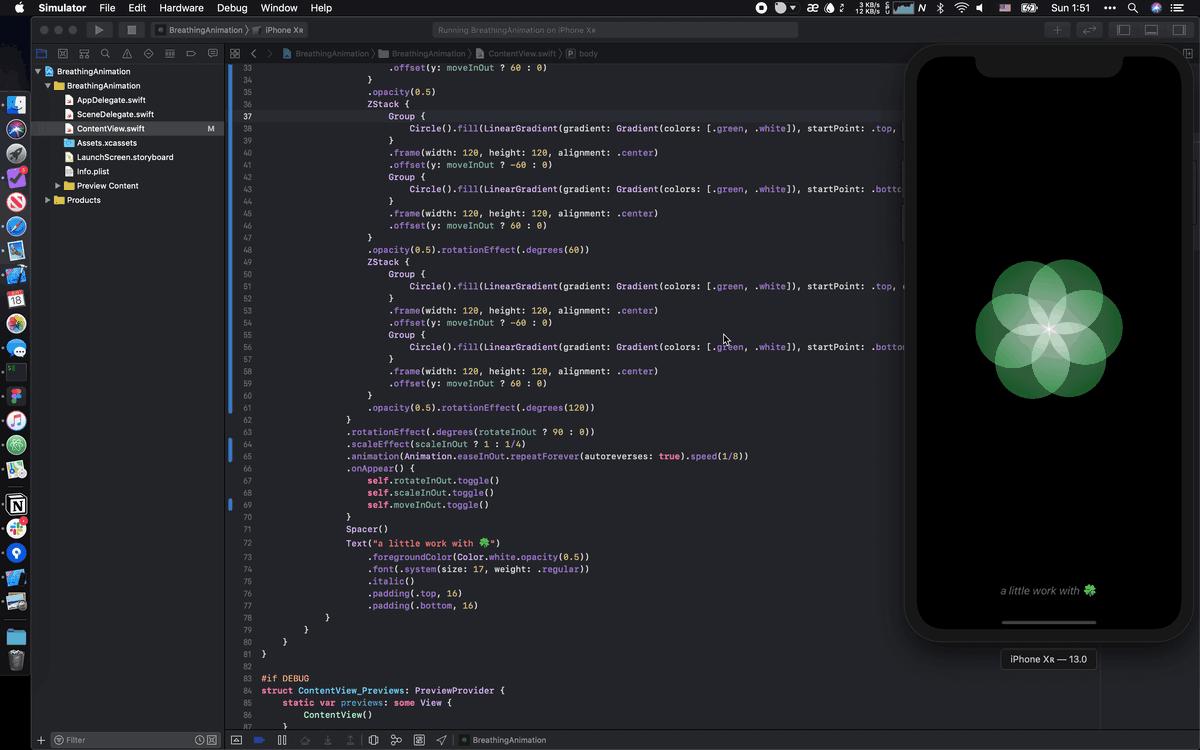 Simulator File Edit Hardware Debug Window Help
3 KB/s
12 KB/s
Sun 1:51
BreathingAnimation iPhone Xʀ
Running BreathingAnimation on iPhone Xʀ
BreathingAnimation BreathingAnimation ContentView.swift body
BreathingAnimation
BreathingAnimation
AppDelegate.swift
SceneDelegate.swift
ContentView.swift M
Assets.xcassets
LaunchScreen.storyboard
Info.plist
Preview Content
Products
33 .offset(y: moveInOut ? 60 : 0)
34 }
35 .opacity(0.5)
36 ZStack {
37 Group {
38 Circle().fill(LinearGradient(gradient: Gradient(colors: [.green, .white]), startPoint: .top,
39 }
40 .frame(width: 120, height: 120, alignment: .center)
41 .offset(y: moveInOut ? -60 : 0)
42 Group {
43 Circle().fill(LinearGradient(gradient: Gradient(colors: [.green, .white]), startPoint: .botto
44 }
45 .frame(width: 120, height: 120, alignment: .center)
46 .offset(y: moveInOut ? 60 : 0)
47 }
48 .opacity(0.5).rotationEffect(.degrees(60))
49 ZStack {
50 Group {
51 Circle().fill(LinearGradient(gradient: Gradient(colors: [.green, .white]), startPoint: .top,
52 }
53 .frame(width: 120, height: 120, alignment: .center)
54 .offset(y: moveInOut ? -60 : 0)
55 Group {
56 Circle().fill(LinearGradient(gradient: Gradient(colors: [.green, .white]), startPoint: .botto
57 }
58 .frame(width: 120, height: 120, alignment: .center)
59 .offset(y: moveInOut ? 60 : 0)
60 }
61 .opacity(0.5).rotationEffect(.degrees(120))
62 }
63 .rotationEffect(.degrees(rotateInOut ? 90 : 0))
64 .scaleEffect(scaleInOut ? 1 : 1/4)
65 .animation(Animation.easeInOut.repeatForever(autoreverses: true).speed(1/8))
66 .onAppear() {
67 self.rotateInOut.toggle()
68 self.scaleInOut.toggle()
69 self.moveInOut.toggle()
70 }
71 Spacer()
72 Text("a little work with 🍀")
73 .foregroundColor(Color.white.opacity(0.5))
74 .font(.system(size: 17, weight: .regular))
75 .italic()
76 .padding(.top, 16)
77 .padding(.bottom, 16)
78 }
79 }
80 }
81 }
82
83 #if DEBUG
84 struct ContentView_Previews: PreviewProvider {
85 static var previews: some View {
86 ContentView()
87 }
a little work with 🍀
iPhone Xʀ — 13.0
18
Filter
BreathingAnimation